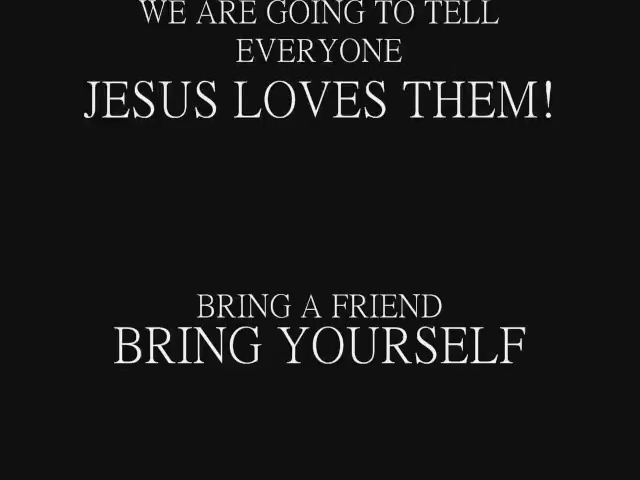 WE ARE GOING TO TELL
EVERYONE
JESUS LOVES THEM!
BRING A FRIEND
BRING YOURSELF